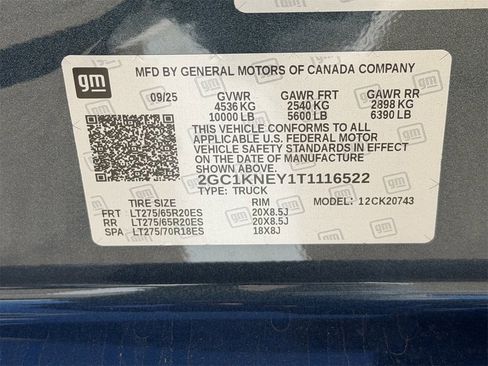 gm
MFD BY GENERAL MOTORS OF CANADA COMPANY
09/25 GVWR GAWR FRT GAWR RR
4536 KG 2540 KG 2898 KG
10000 LB 5600 LB 6390 LB
THIS VEHICLE CONFORMS TO ALL
APPLICABLE U.S. FEDERAL MOTOR
VEHICLE SAFETY STANDARDS IN EFFECT
ON THE DATE OF MANUFACTURE SHOWN ABOVE.
2GC1KNEY1T1116522
TYPE: TRUCK
TIRE SIZE RIM MODEL: 12CK20743
FRT LT275/65R20ES 20X8.5J
RR LT275/65R20ES 20X8.5J
SPA LT275/70R18ES 18X8J